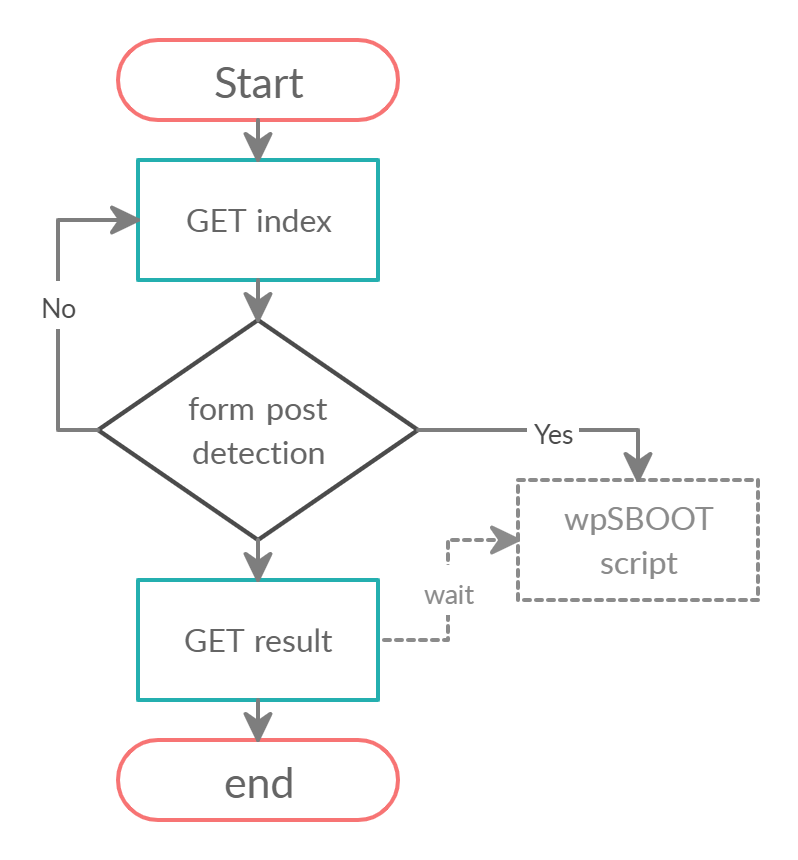 Start
GET index
No
form post
detection
Yes
wpSBOOT
script
wait
GET result
end